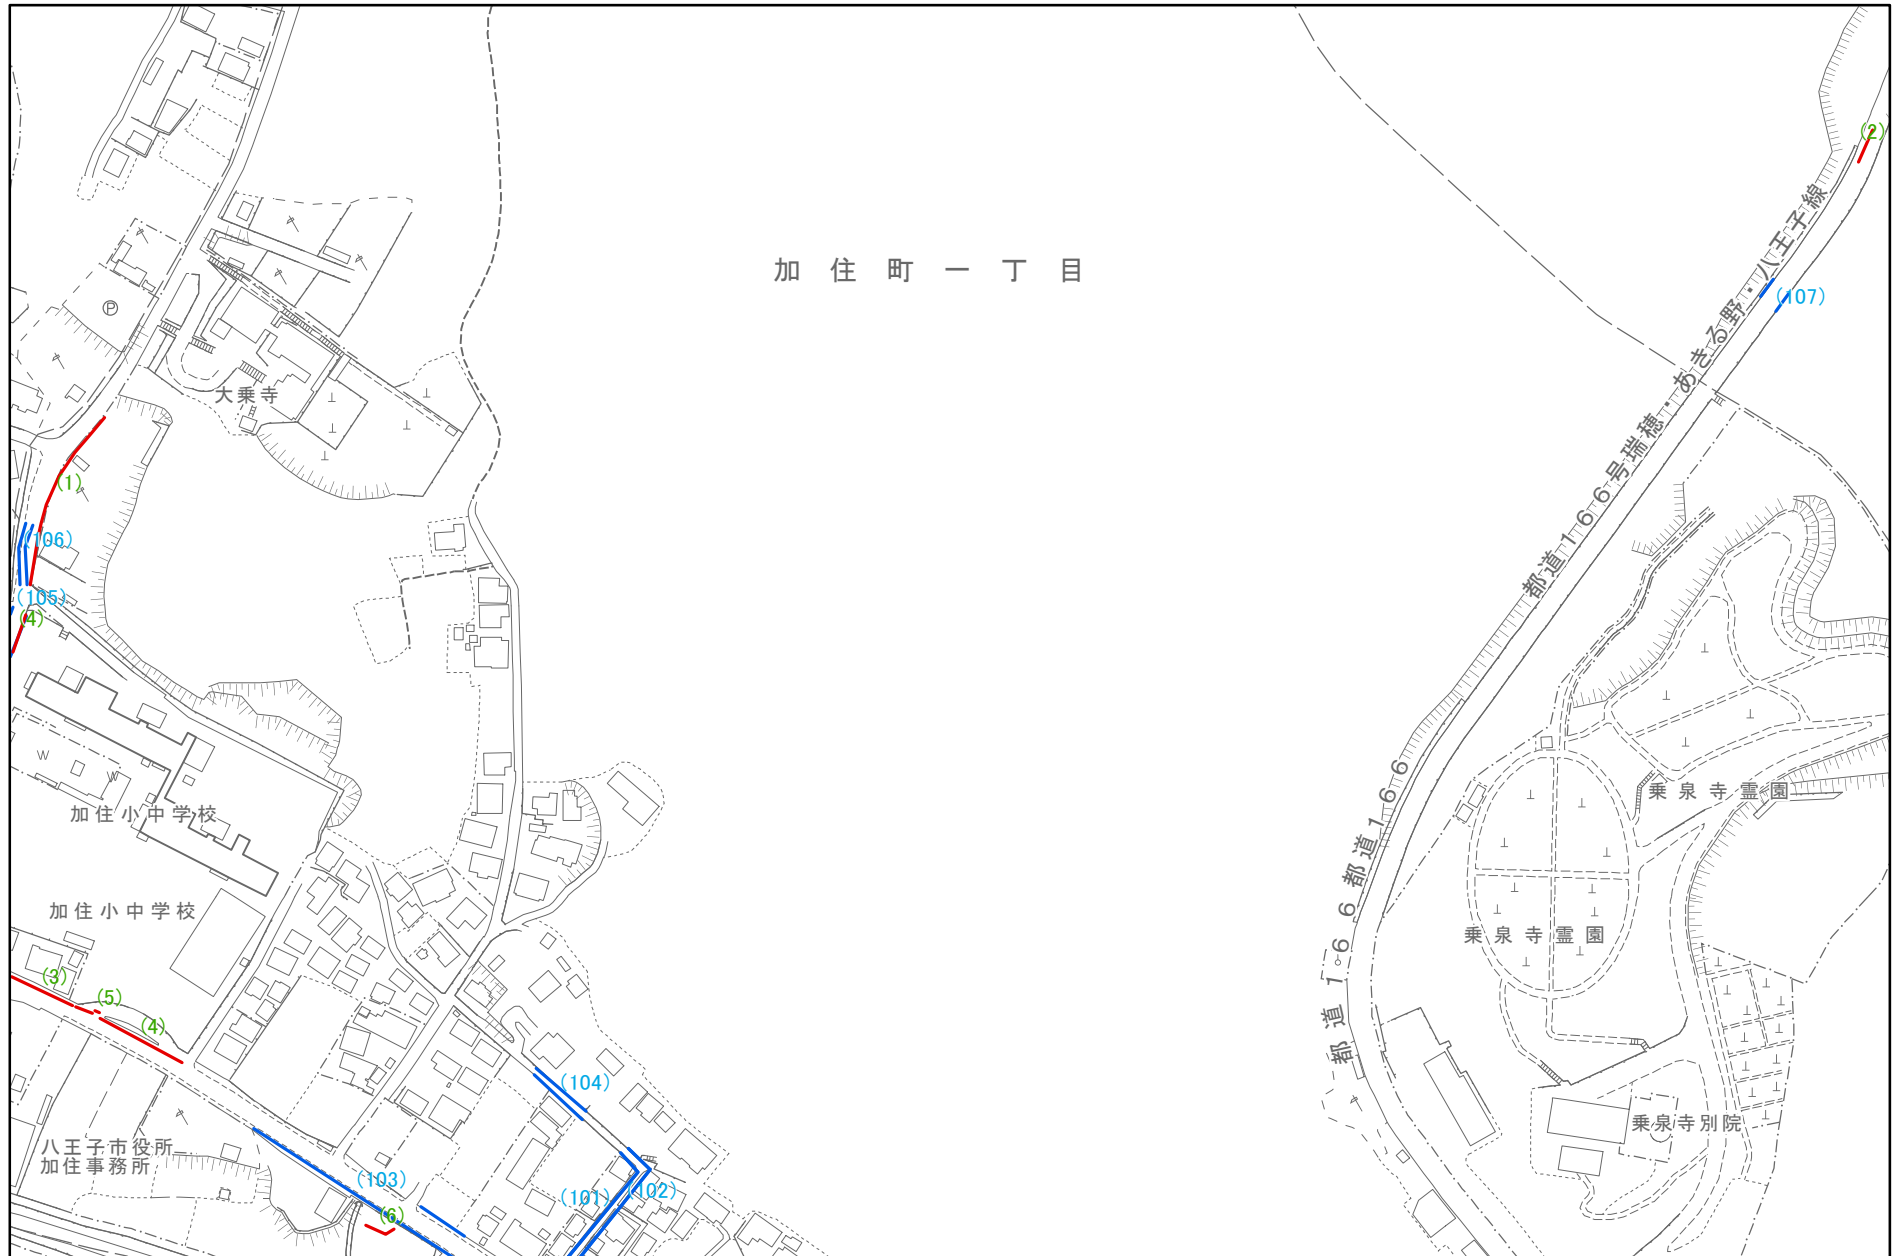 (2)
加住町一丁目
(107)
Ⓟ
大乗寺
都道166号瑞穂・あきる野・八王子線
(1)
(106)
(105)
(4)
乗泉寺霊園
加住小中学校
都道166都道166
加住小中学校
乗泉寺霊園
(3)
(5)
(4)
(104)
乗泉寺別院
八王子市役所
加住事務所
(103)
(101)
(102)
(6)